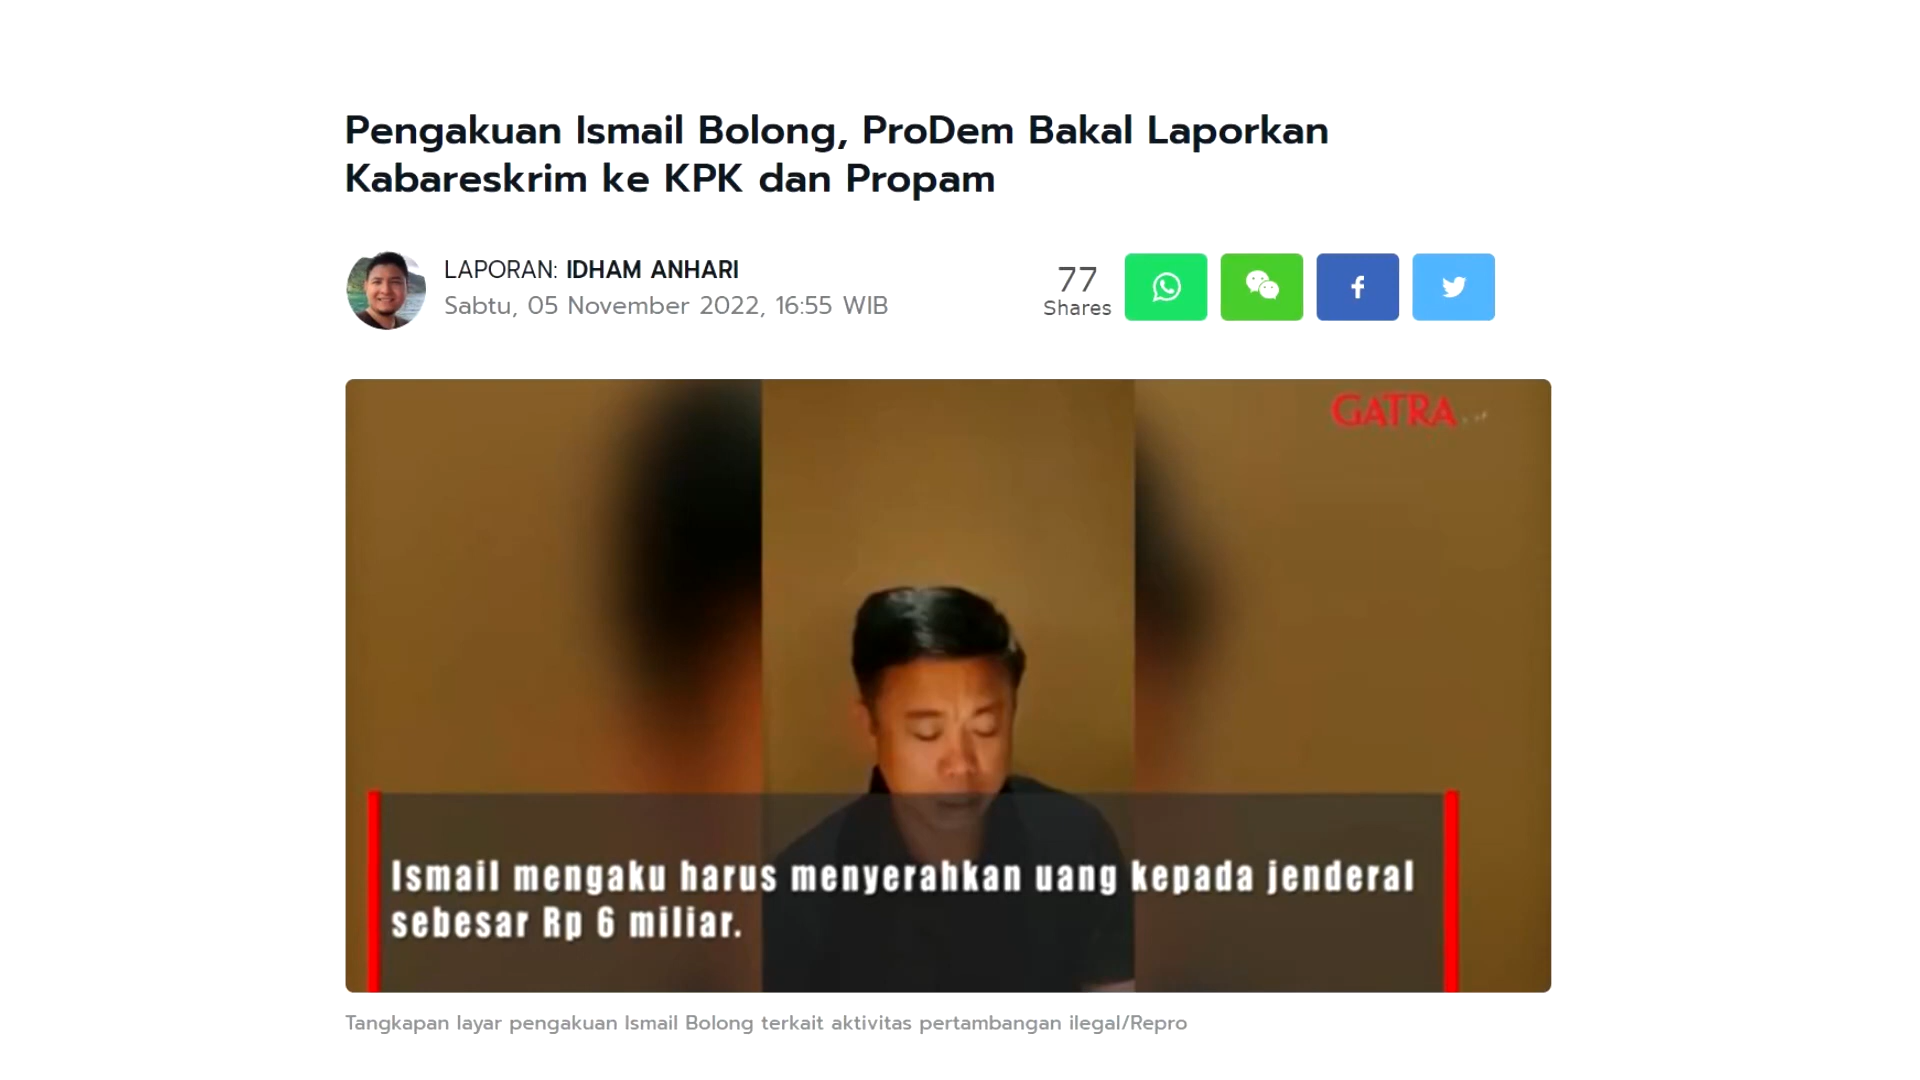 Pengakuan Ismail Bolong, ProDem Bakal Laporkan
Kabareskrim ke KPK dan Propam
LAPORAN: IDHAM ANHARI
Sabtu, 05 November 2022, 16:55 WIB
77
Shares
GATRA
Ismail mengaku harus menyerahkan uang kepada jenderal
sebesar Rp 6 miliar.
Tangkapan layar pengakuan Ismail Bolong terkait aktivitas pertambangan ilegal/Repro